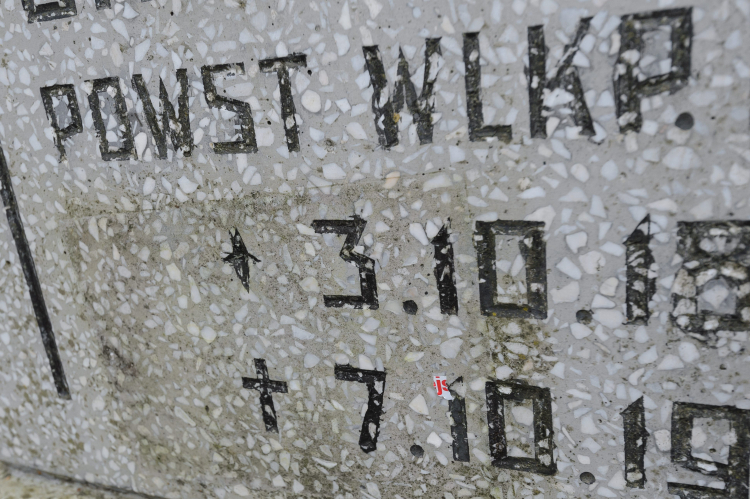 POWST WLKP.
* 3.10.18
† 7.10.19